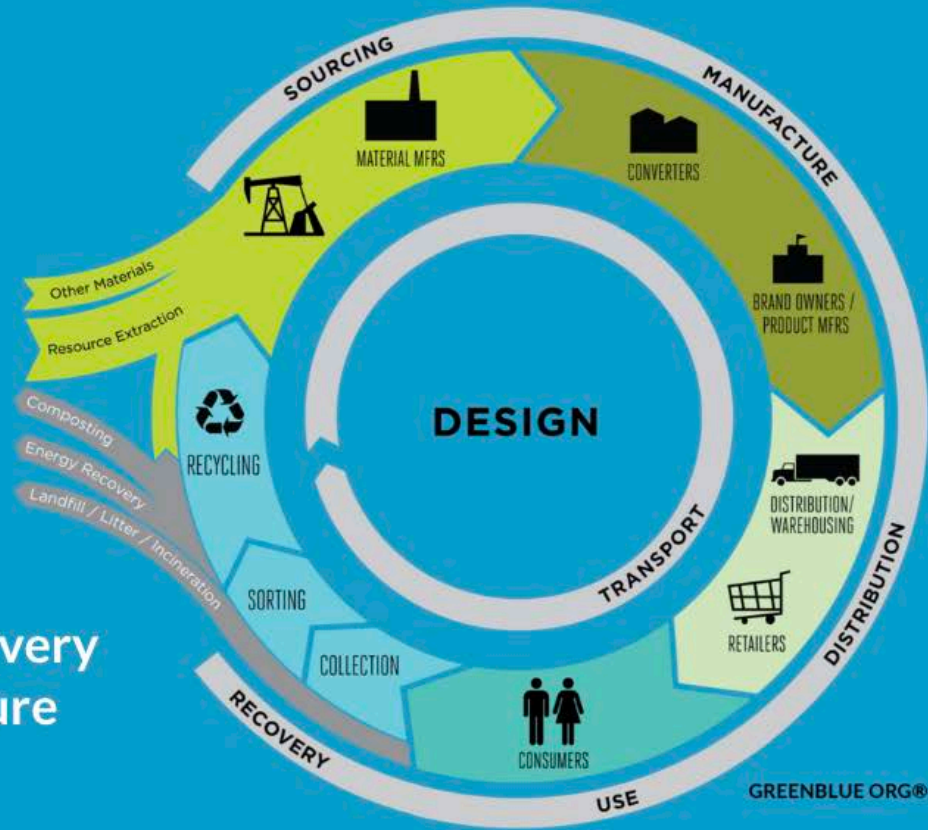 SOURCING
MANUFACTURE
MATERIAL MFRS
CONVERTERS
Other Materials
Resource Extraction
BRAND OWNERS /
PRODUCT MFRS
Composting
Energy Recovery
Landfill / Litter / Incineration
RECYCLING
DESIGN
DISTRIBUTION/
WAREHOUSING
TRANSPORT
DISTRIBUTION
SORTING
RETAILERS
COLLECTION
very
ure
RECOVERY
CONSUMERS
USE
GREENBLUE ORG®